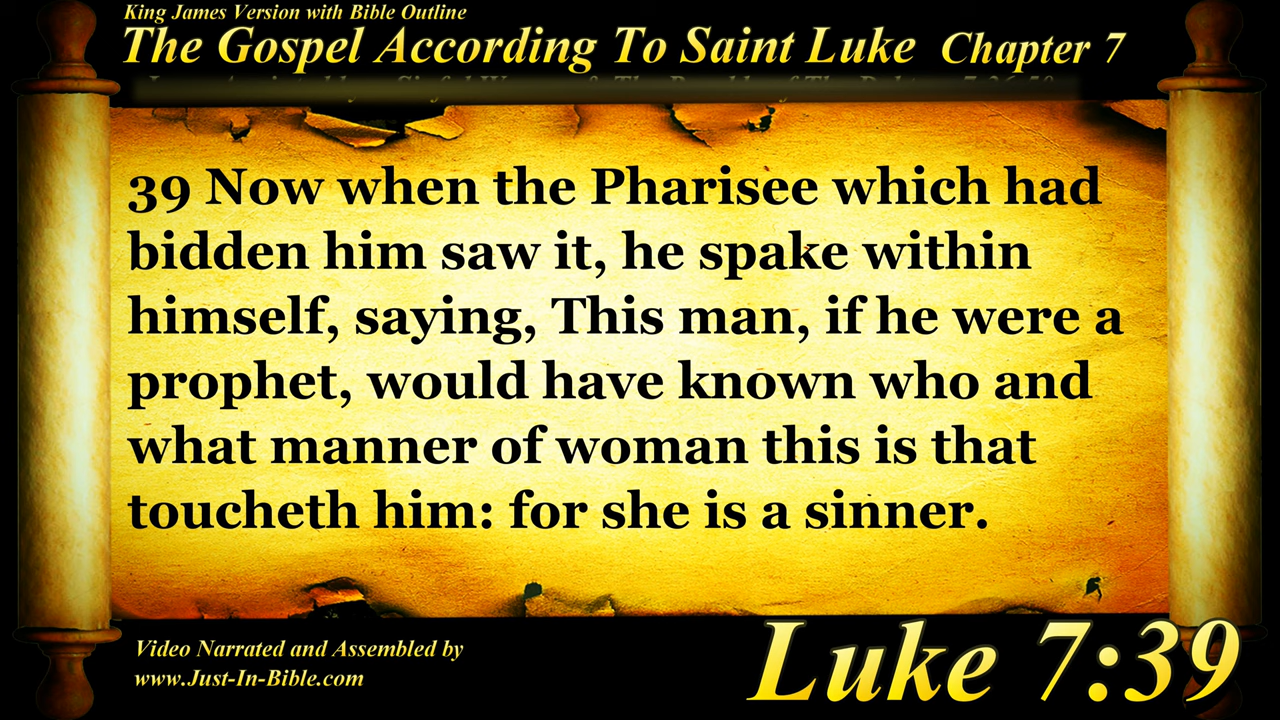 King James Version with Bible Outline
The Gospel According To Saint Luke Chapter 7
39 Now when the Pharisee which had
bidden him saw it, he spake within
himself, saying, This man, if he were a
prophet, would have known who and
what manner of woman this is that
toucheth him: for she is a sinner.
Video Narrated and Assembled by
www.Just-In-Bible.com
Luke 7:39